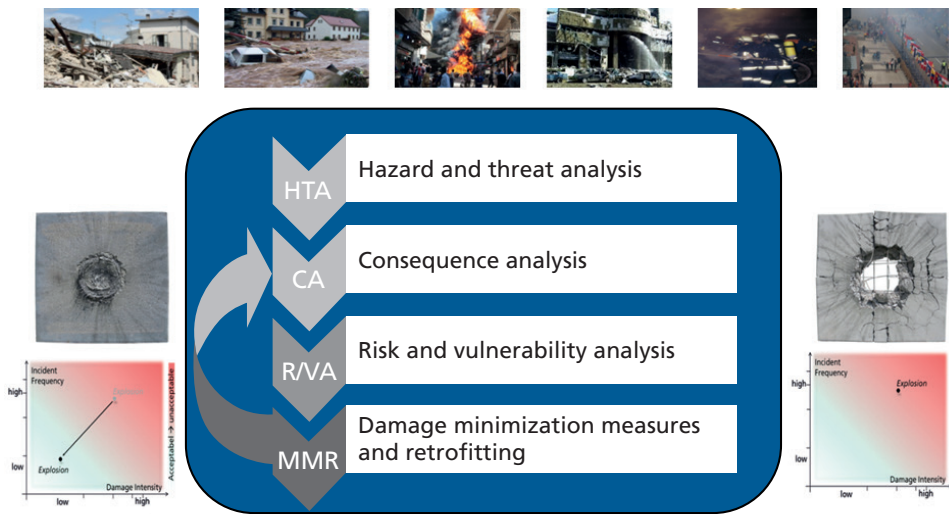 HTA
Hazard and threat analysis
CA
Consequence analysis
R/VA
Risk and vulnerability analysis
MMR
Damage minimization measures
and retrofitting
Incident
Frequency
high
low
Explosion
Explosion
low
high
Damage Intensity
Acceptabel → unacceptable
Incident
Frequency
high
low
Explosion
low
high
Damage Intensity